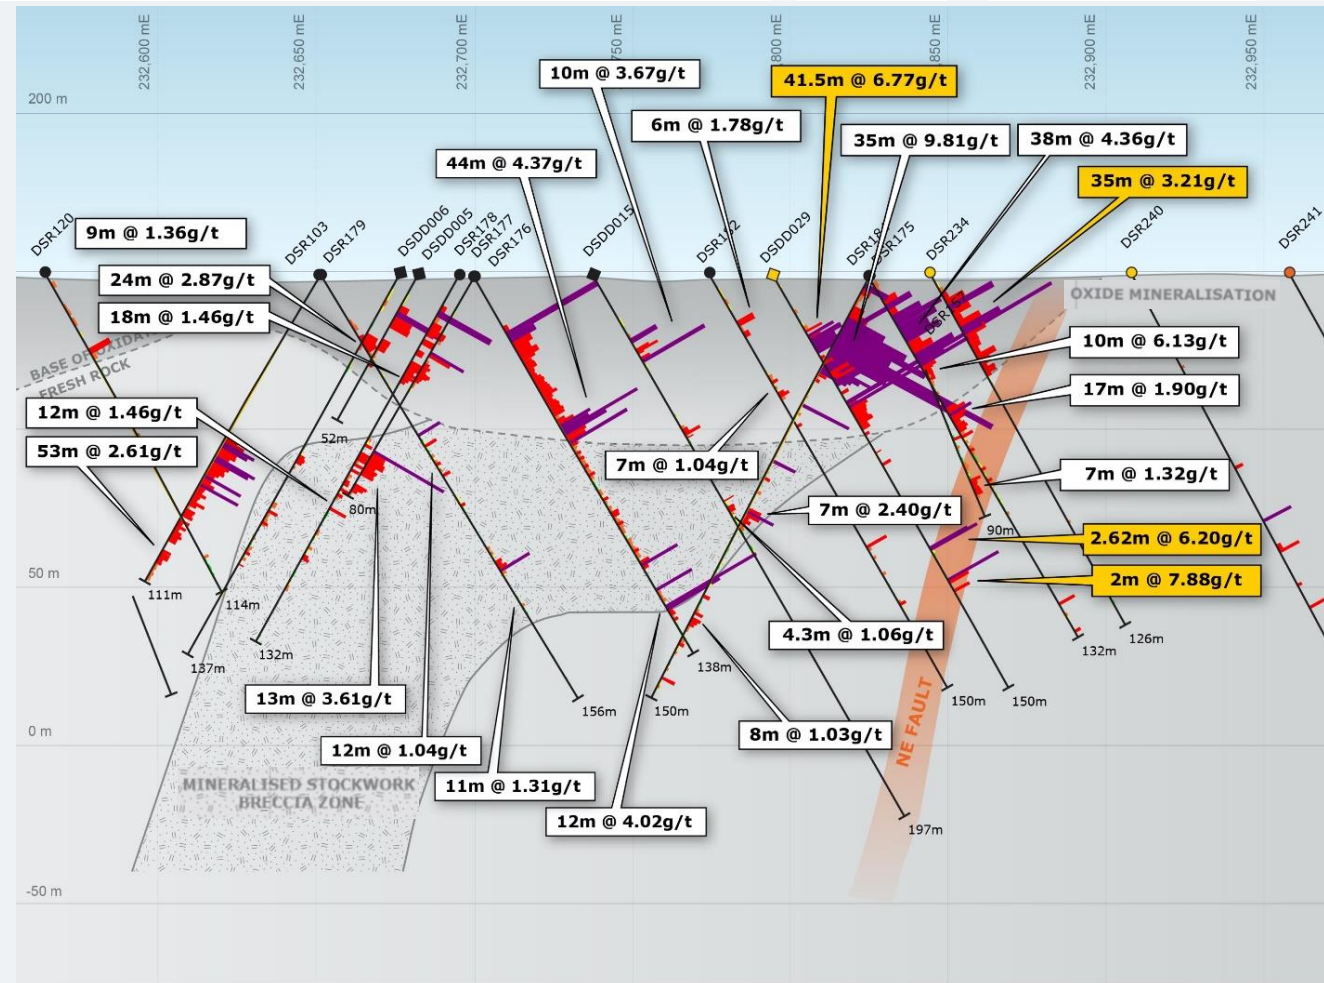 232,600 mE
232,650 mE
232,700 mE
750 mE
800 mE
850 mE
232,900 mE
232,950 mE
200 m
10m @ 3.67g/t
41.5m @ 6.77g/t
6m @ 1.78g/t
35m @ 9.81g/t
38m @ 4.36g/t
44m @ 4.37g/t
35m @ 3.21g/t
DSR120
9m @ 1.36g/t
DSR103
DSR179
DSDD006
DSDD005
DSR178
DSR177
DSR176
DSDD015
DSDD029
DSR175
DSR234
DSR240
DSR241
24m @ 2.87g/t
18m @ 1.46g/t
OXIDE MINERALISATION
BASE OF
FRESH ROCK
10m @ 6.13g/t
17m @ 1.90g/t
12m @ 1.46g/t
53m @ 2.61g/t
52m
7m @ 1.04g/t
7m @ 1.32g/t
80m
7m @ 2.40g/t
90m
2.62m @ 6.20g/t
50 m
2m @ 7.88g/t
111m
114m
4.3m @ 1.06g/t
126m
132m
137m
132m
138m
13m @ 3.61g/t
156m
150m
150m
150m
NE FAULT
0 m
12m @ 1.04g/t
8m @ 1.03g/t
MINERALISED STOCKWORK
BRECCIA ZONE
11m @ 1.31g/t
12m @ 4.02g/t
197m
-50 m